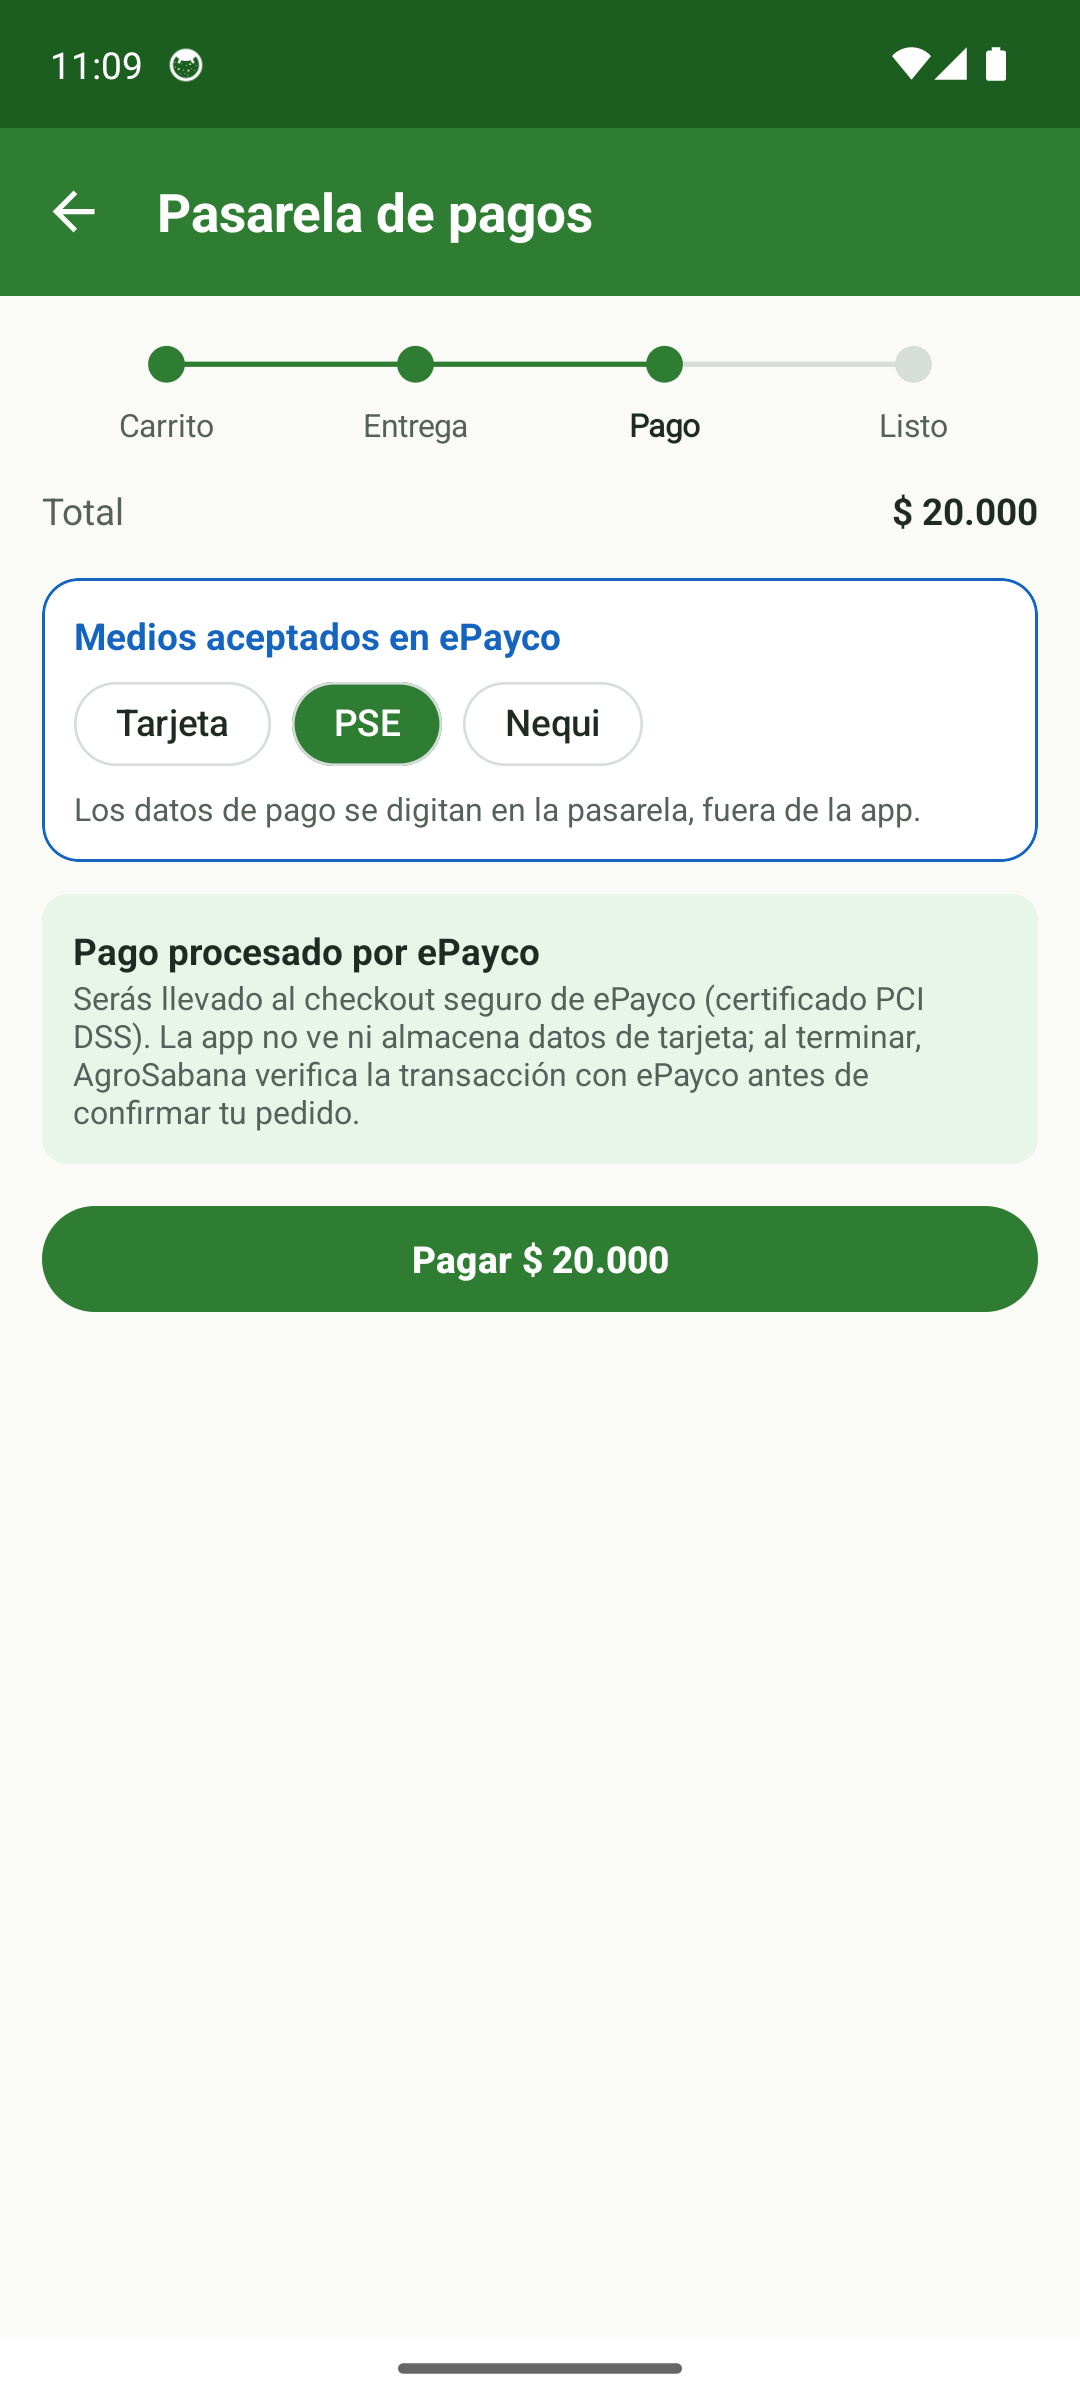 11:09
Pasarela de pagos
Carrito
Entrega
Pago
Listo
Total
$ 20.000
Medios aceptados en ePayco
Tarjeta
PSE
Nequi
Los datos de pago se digitan en la pasarela, fuera de la app.
Pago procesado por ePayco
Serás llevado al checkout seguro de ePayco (certificado PCI
DSS). La app no ve ni almacena datos de tarjeta; al terminar,
AgroSabana verifica la transacción con ePayco antes de
confirmar tu pedido.
Pagar $ 20.000